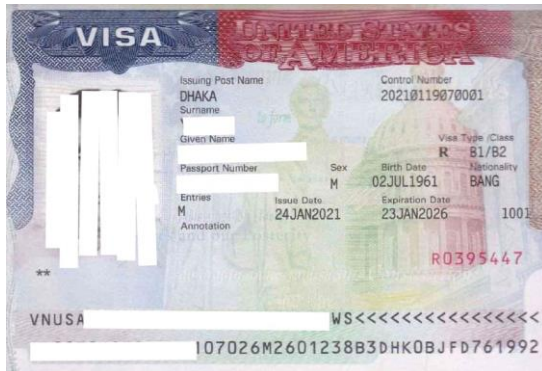 VISA UNITED STATES OF AMERICA
Issuing Post Name Control Number
DHAKA 20210119070001
Surname
Given Name Visa Type /Class
R B1/B2
Passport Number Sex Birth Date Nationality
M 02JUL1961 BANG
Entries Issue Date Expiration Date
M 24JAN2021 23JAN2026 1001
Annotation
R0395447
**
VNUSA WS<<<<<<<<<<<<<<<<<
107026M2601238B3DHK0BJFD761992